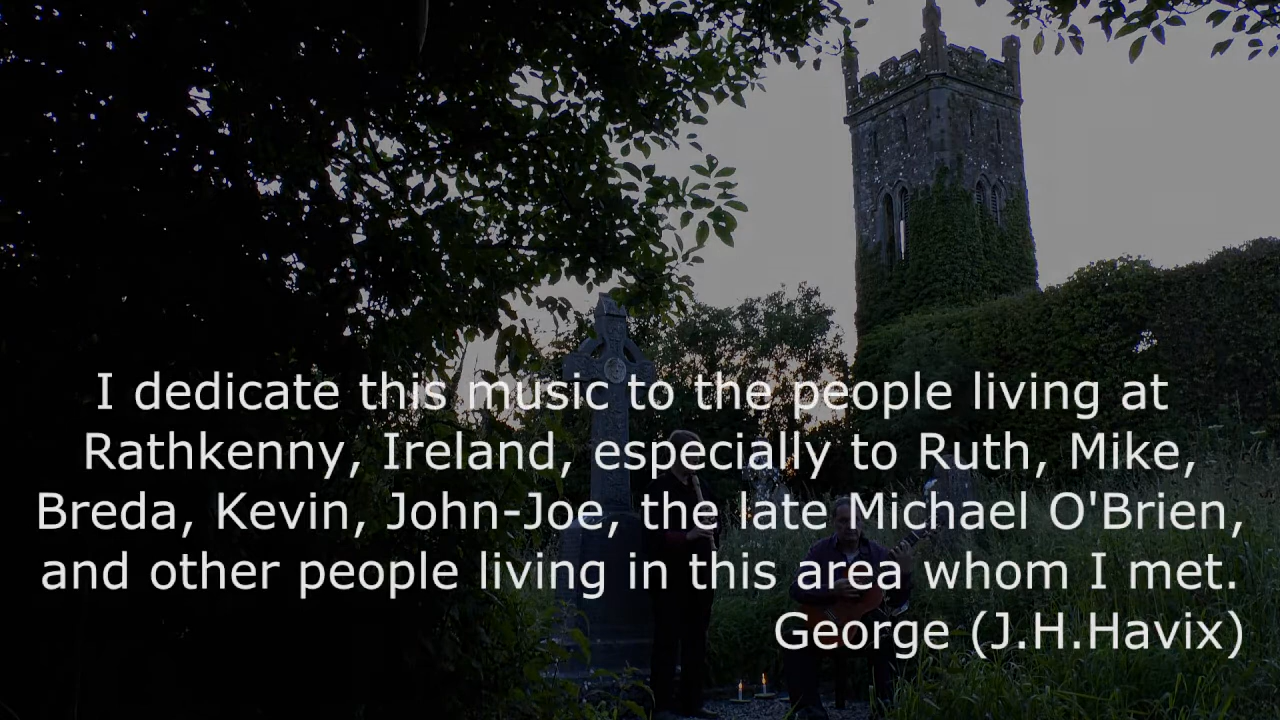 I dedicate this music to the people living at
Rathkenny, Ireland, especially to Ruth, Mike,
Breda, Kevin, John-Joe, the late Michael O'Brien,
and other people living in this area whom I met.
George (J.H.Havix)